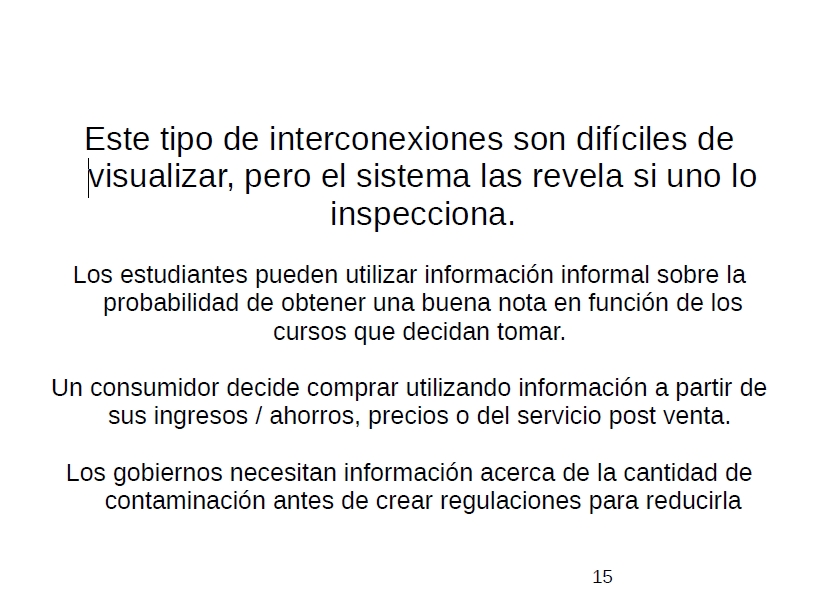 Este tipo de interconexiones son difíciles de
visualizar, pero el sistema las revela si uno lo
inspecciona.
Los estudiantes pueden utilizar información informal sobre la
probabilidad de obtener una buena nota en función de los
cursos que decidan tomar.
Un consumidor decide comprar utilizando información a partir de
sus ingresos / ahorros, precios o del servicio post venta.
Los gobiernos necesitan información acerca de la cantidad de
contaminación antes de crear regulaciones para reducirla
15